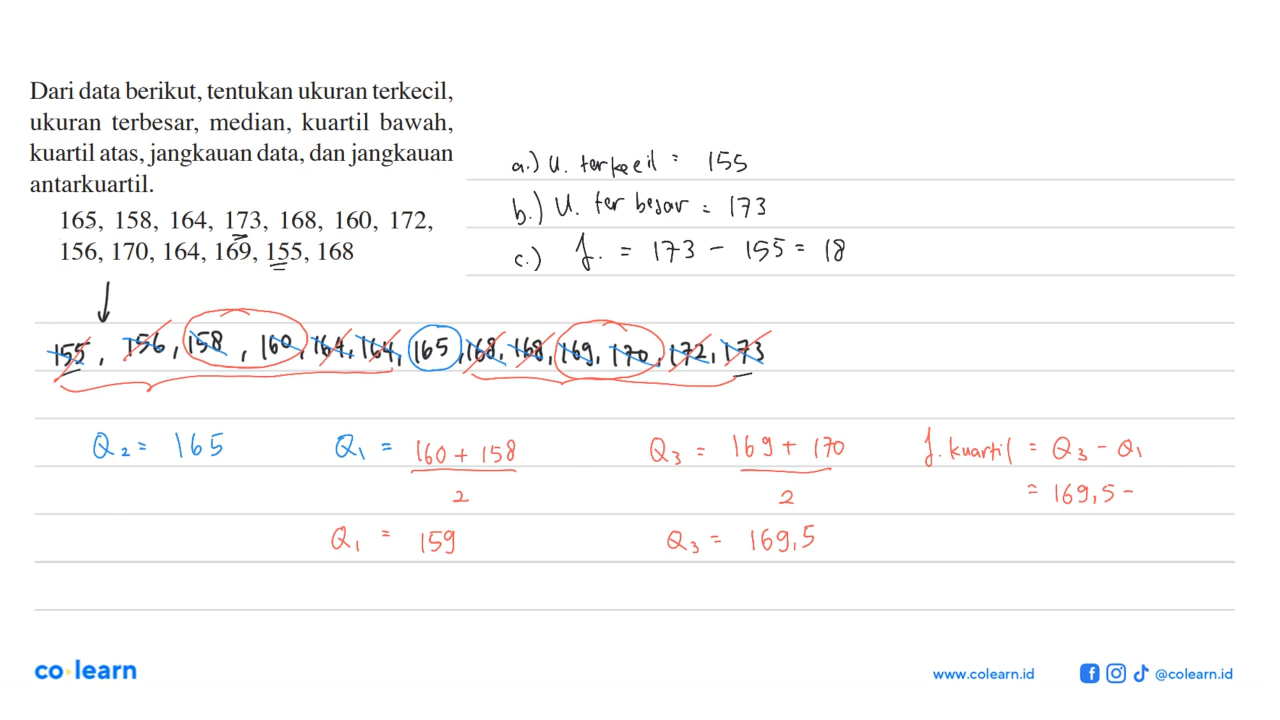 Dari data berikut, tentukan ukuran terkecil,
ukuran terbesar, median, kuartil bawah,
kuartil atas, jangkauan data, dan jangkauan
antarkuartil.
165, 158, 164, 173, 168, 160, 172,
156, 170, 164, 169, 155, 168
a.) U. terkecil = 155
b.) U. ter besar = 173
c.) J. = 173 - 155 = 18
155, 156, 158, 160, 164, 164, 165, 168, 168, 169, 170, 172, 173
Q2 = 165
Q1 = 160 + 158 / 2
Q1 = 159
Q3 = 169 + 170 / 2
Q3 = 169,5
J. kuartil = Q3 - Q1
= 169,5 -
co learn
www.colearn.id
@colearn.id